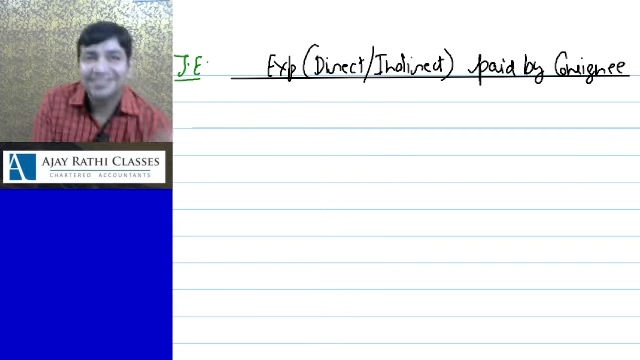 J.E. Exp (Direct/Indirect) paid by Consignee
A AJAY RATHI CLASSES
CHARTERED ACCOUNTANTS